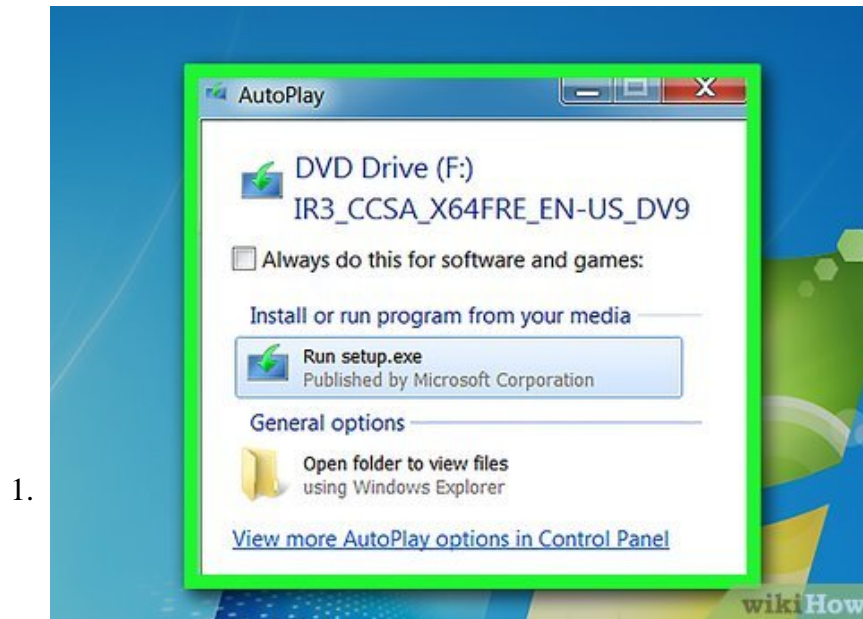 AutoPlay
DVD Drive (F:)
IR3_CCSA_X64FRE_EN-US_DV9
Always do this for software and games:
Install or run program from your media
Run setup.exe
Published by Microsoft Corporation
General options
Open folder to view files
using Windows Explorer
1.
View more AutoPlay options in Control Panel
wikiHow